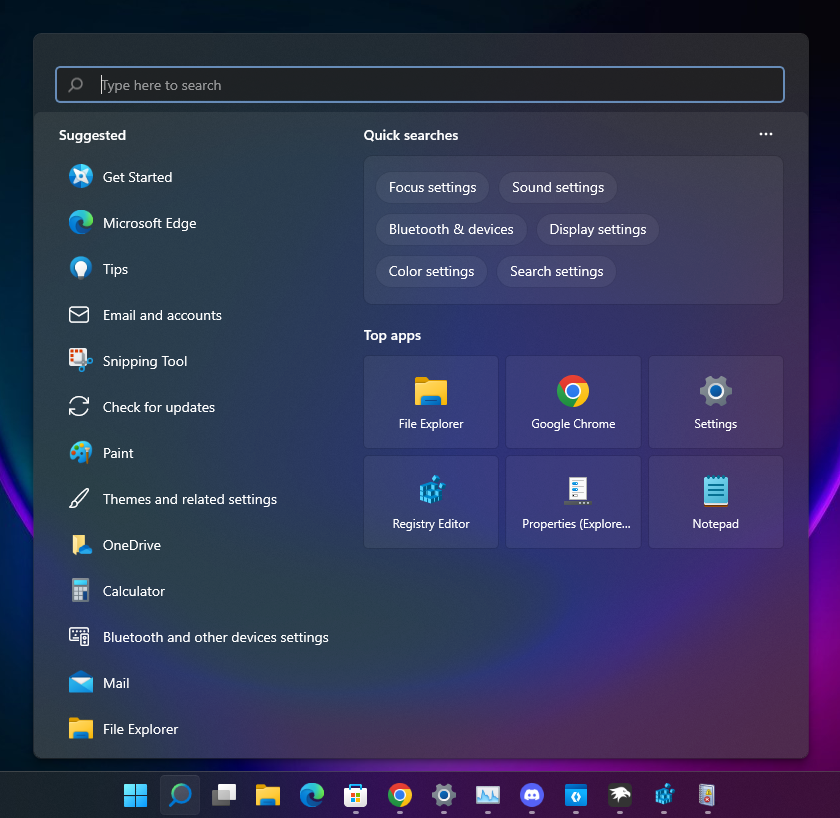 Type here to search
Suggested
Get Started
Microsoft Edge
Tips
Email and accounts
Snipping Tool
Check for updates
Paint
Themes and related settings
OneDrive
Calculator
Bluetooth and other devices settings
Mail
File Explorer
Quick searches
Focus settings
Sound settings
Bluetooth & devices
Display settings
Color settings
Search settings
Top apps
File Explorer
Google Chrome
Settings
Registry Editor
Properties (Explore...
Notepad